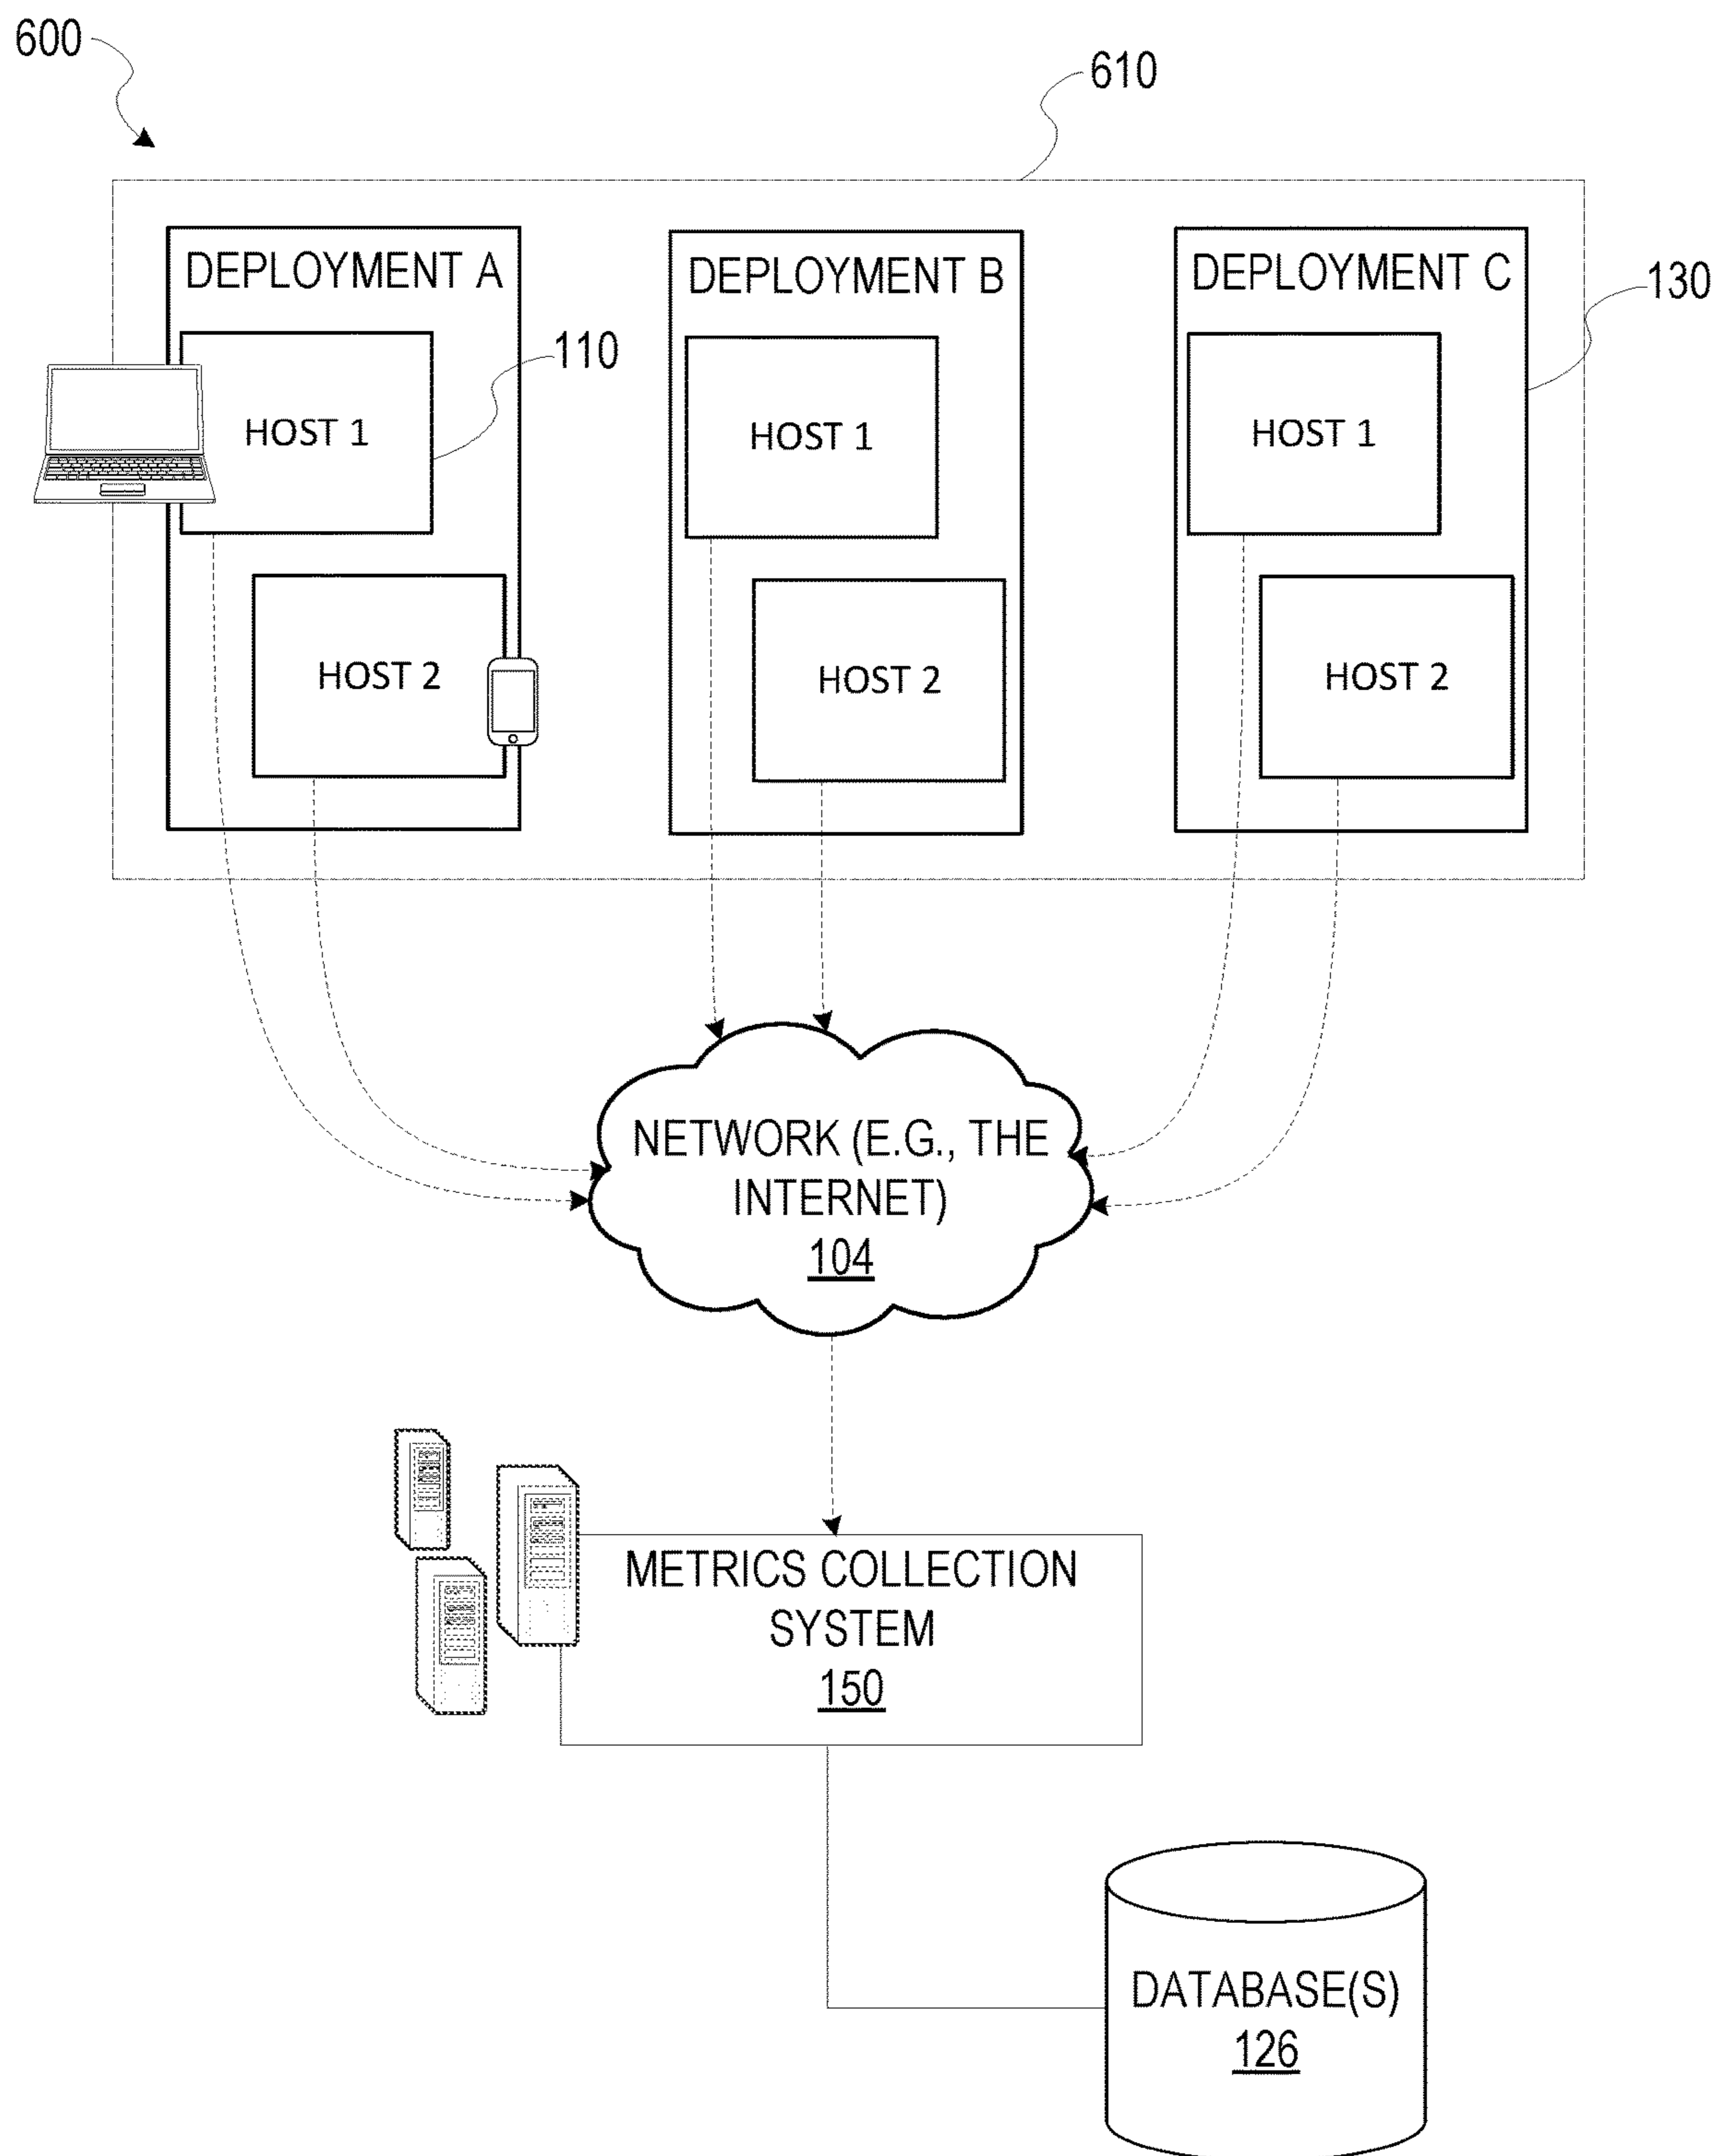 600
610
DEPLOYMENT A
DEPLOYMENT B
DEPLOYMENT C
130
110
HOST 1
HOST 1
HOST 1
HOST 2
HOST 2
HOST 2
NETWORK (E.G., THE
INTERNET)
104
METRICS COLLECTION
SYSTEM
150
DATABASE(S)
126